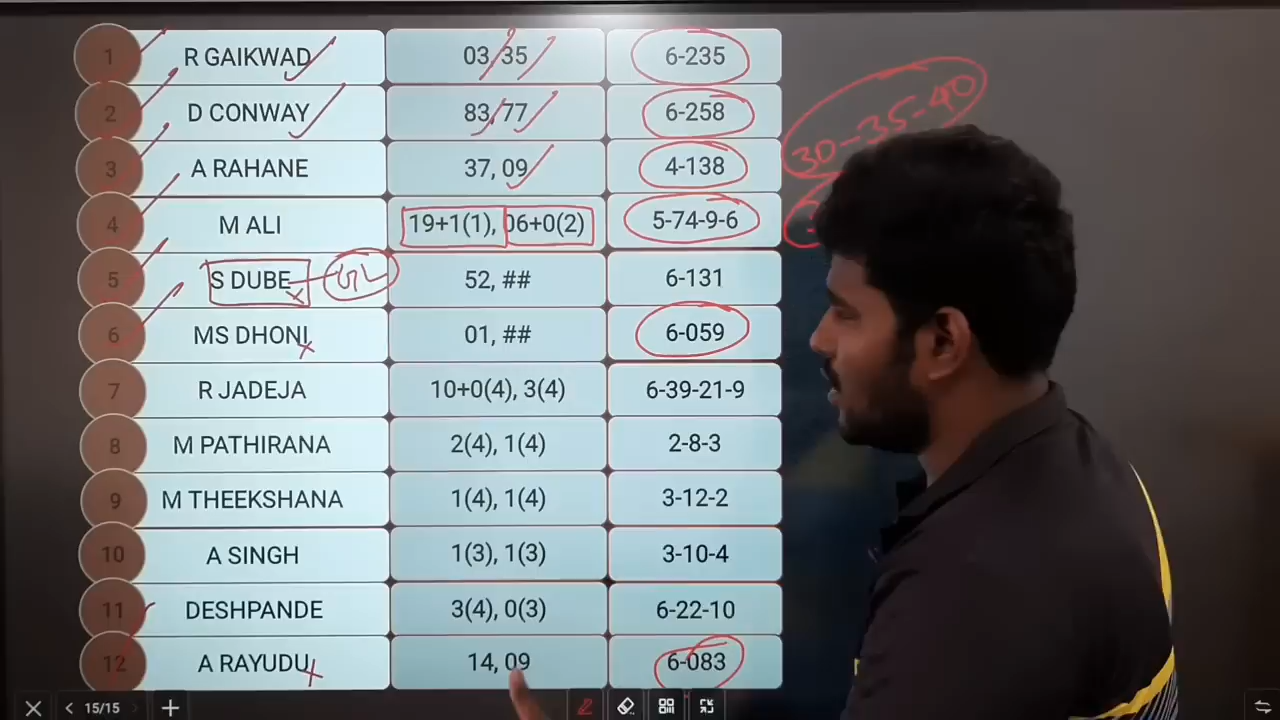 1 R GAIKWAD 03, 35 6-235
2 D CONWAY 83, 77 6-258
3 A RAHANE 37, 09 4-138
4 M ALI 19+1(1), 06+0(2) 5-74-9-6
5 S DUBE 52, ## 6-131
6 MS DHONI 01, ## 6-059
7 R JADEJA 10+0(4), 3(4) 6-39-21-9
8 M PATHIRANA 2(4), 1(4) 2-8-3
9 M THEEKSHANA 1(4), 1(4) 3-12-2
10 A SINGH 1(3), 1(3) 3-10-4
11 DESHPANDE 3(4), 0(3) 6-22-10
12 A RAYUDU 14, 09 6-083
30-35-40
15/15